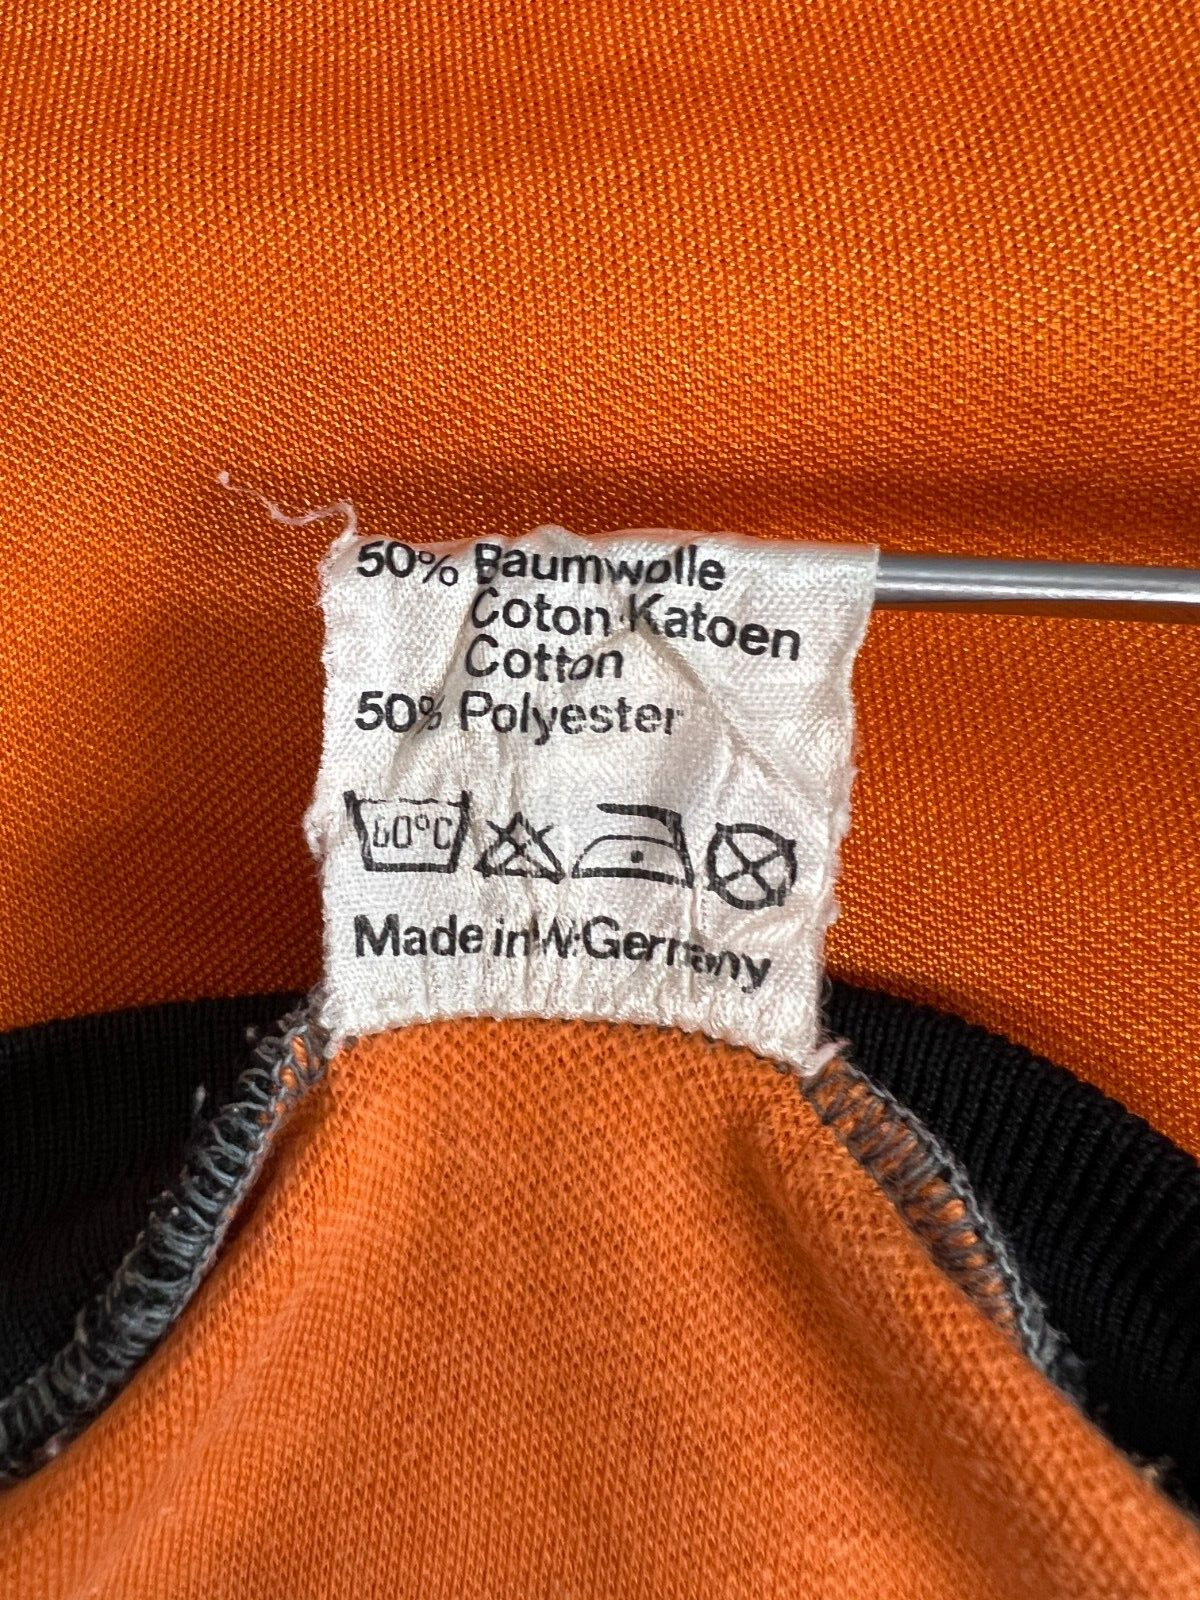 50% Baumwolle
Coton·Katoen
Cotton
50% Polyester
60°C
Made in W.Germany